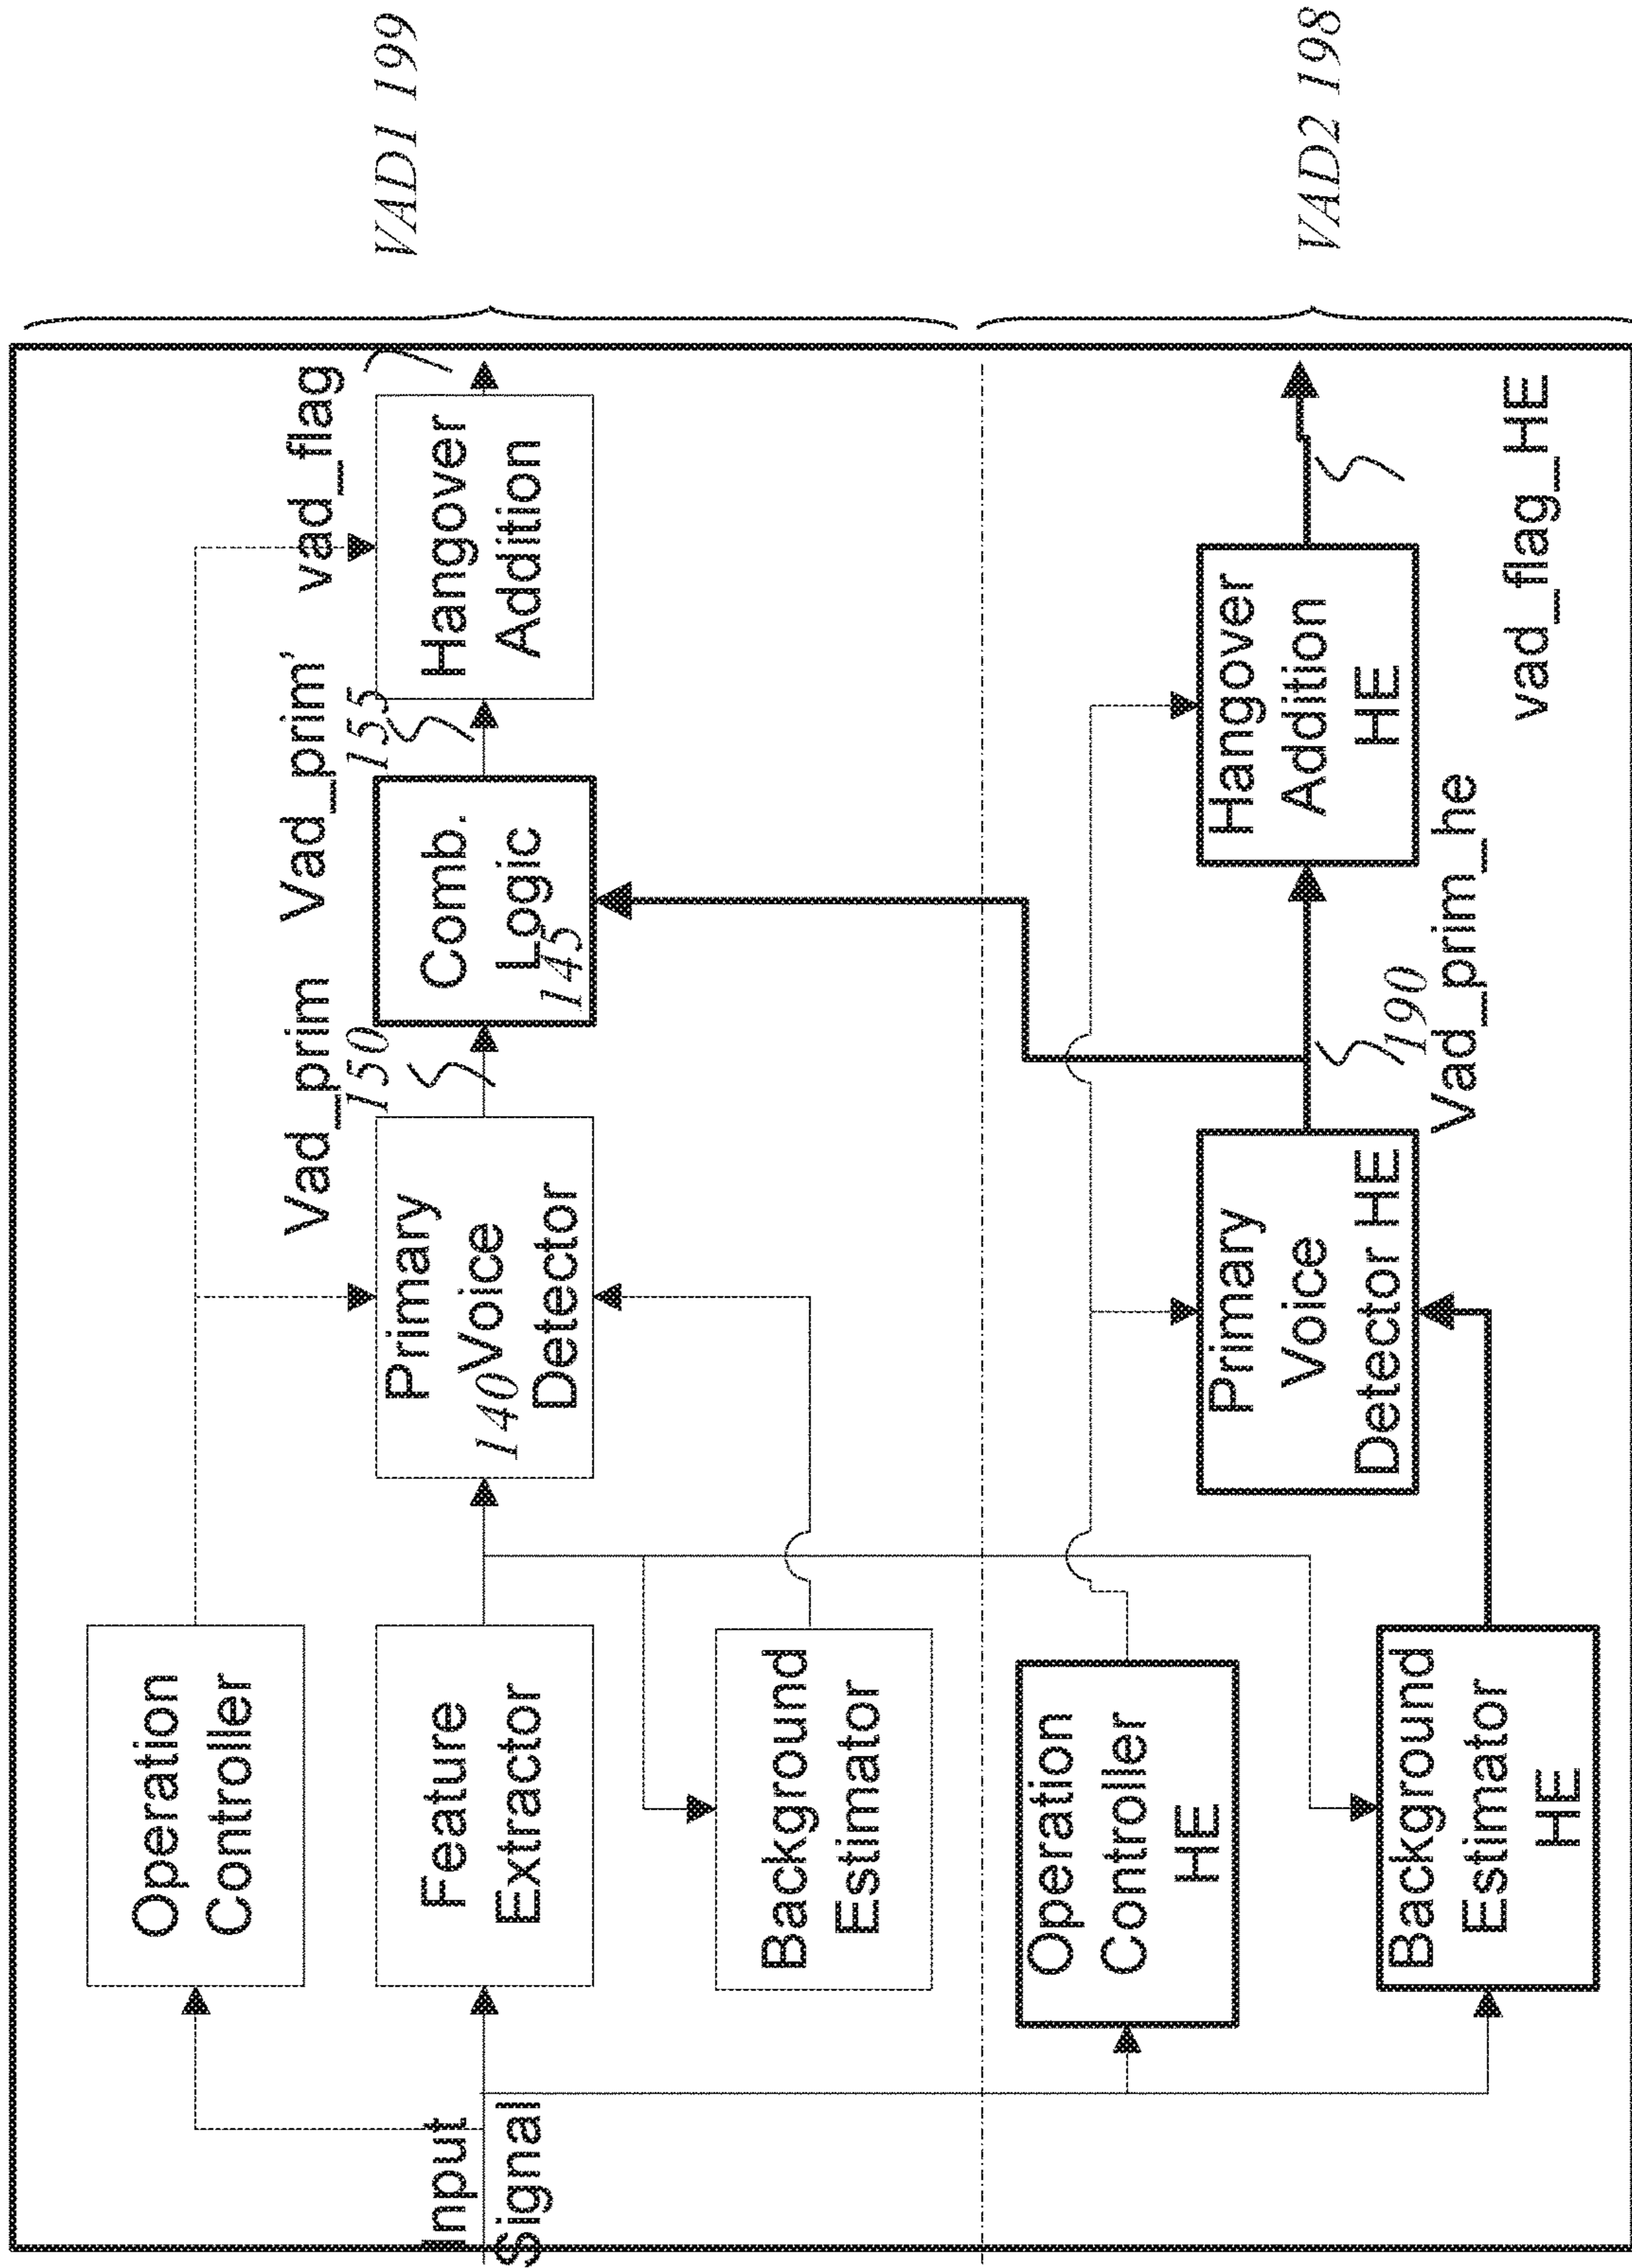 Operation
Controller
Vad_prim
Vad_prim'
vad_flag
VAD1 199
150
155
Input
Signal
Feature
Extractor
Primary
Voice
Detector
140
Comb.
Logic
145
Hangover
Addition
Background
Estimator
Operation
Controller
HE
Primary
Voice
Detector HE
Hangover
Addition
HE
VAD2 198
190
Vad_prim_he
vad_flag_HE
Background
Estimator
HE